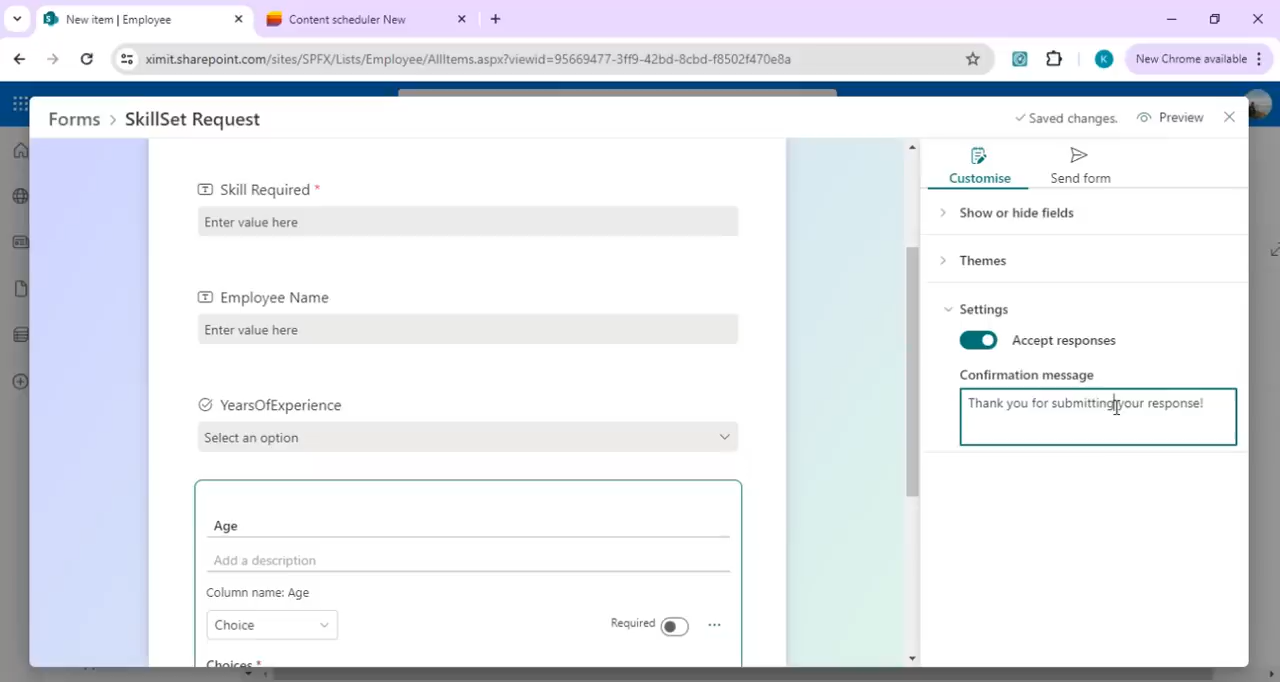 New item | Employee
Content scheduler New
ximit.sharepoint.com/sites/SPFX/Lists/Employee/AllItems.aspx?viewid=95669477-3ff9-42bd-8cbd-f8502f470e8a
K
New Chrome available
Forms > SkillSet Request
Saved changes.
Preview
Skill Required *
Enter value here
Employee Name
Enter value here
YearsOfExperience
Select an option
Age
Add a description
Column name: Age
Choice
Required
Choices *
Customise
Send form
Show or hide fields
Themes
Settings
Accept responses
Confirmation message
Thank you for submitting your response!